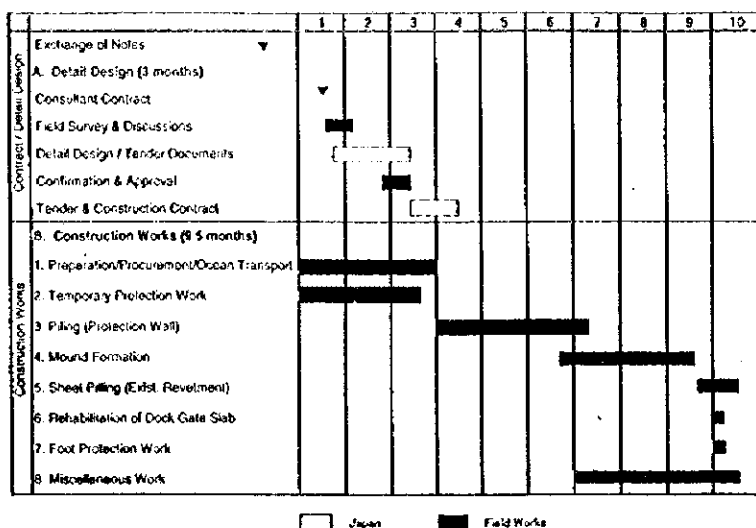 1 2 3 4 5 6 7 8 9 10
Contract / Detail Design
Exchange of Notes
A. Detail Design (3 months)
Consultant Contract
Field Survey & Discussions
Detail Design / Tender Documents
Confirmation & Approval
Tender & Construction Contract
Construction Works
B. Construction Works (9.5 months)
1. Preparation/Procurement/Ocean Transport
2. Temporary Protection Work
3. Piling (Protection Wall)
4. Mound Formation
5. Sheet Pilling (Exist. Revetment)
6. Rehabilitation of Dock Gate Slab
7. Foot Protection Work
8. Miscellaneous Work
Japan Field Works